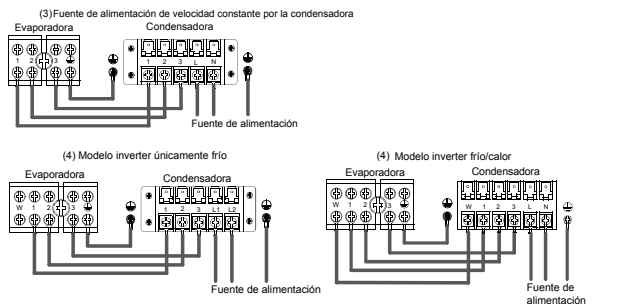 (3)Fuente de alimentación de velocidad constante por la condensadora
Evaporadora
Condensadora
1 2 3
1 2 3 L N
Fuente de alimentación
(4) Modelo inverter únicamente frío
Evaporadora
Condensadora
W 1 2 3
1 2 3 L1 L2
Fuente de alimentación
(4) Modelo inverter frío/calor
Evaporadora
Condensadora
W 1 2 3
W 1 2 3 L N
Fuente de
alimentación